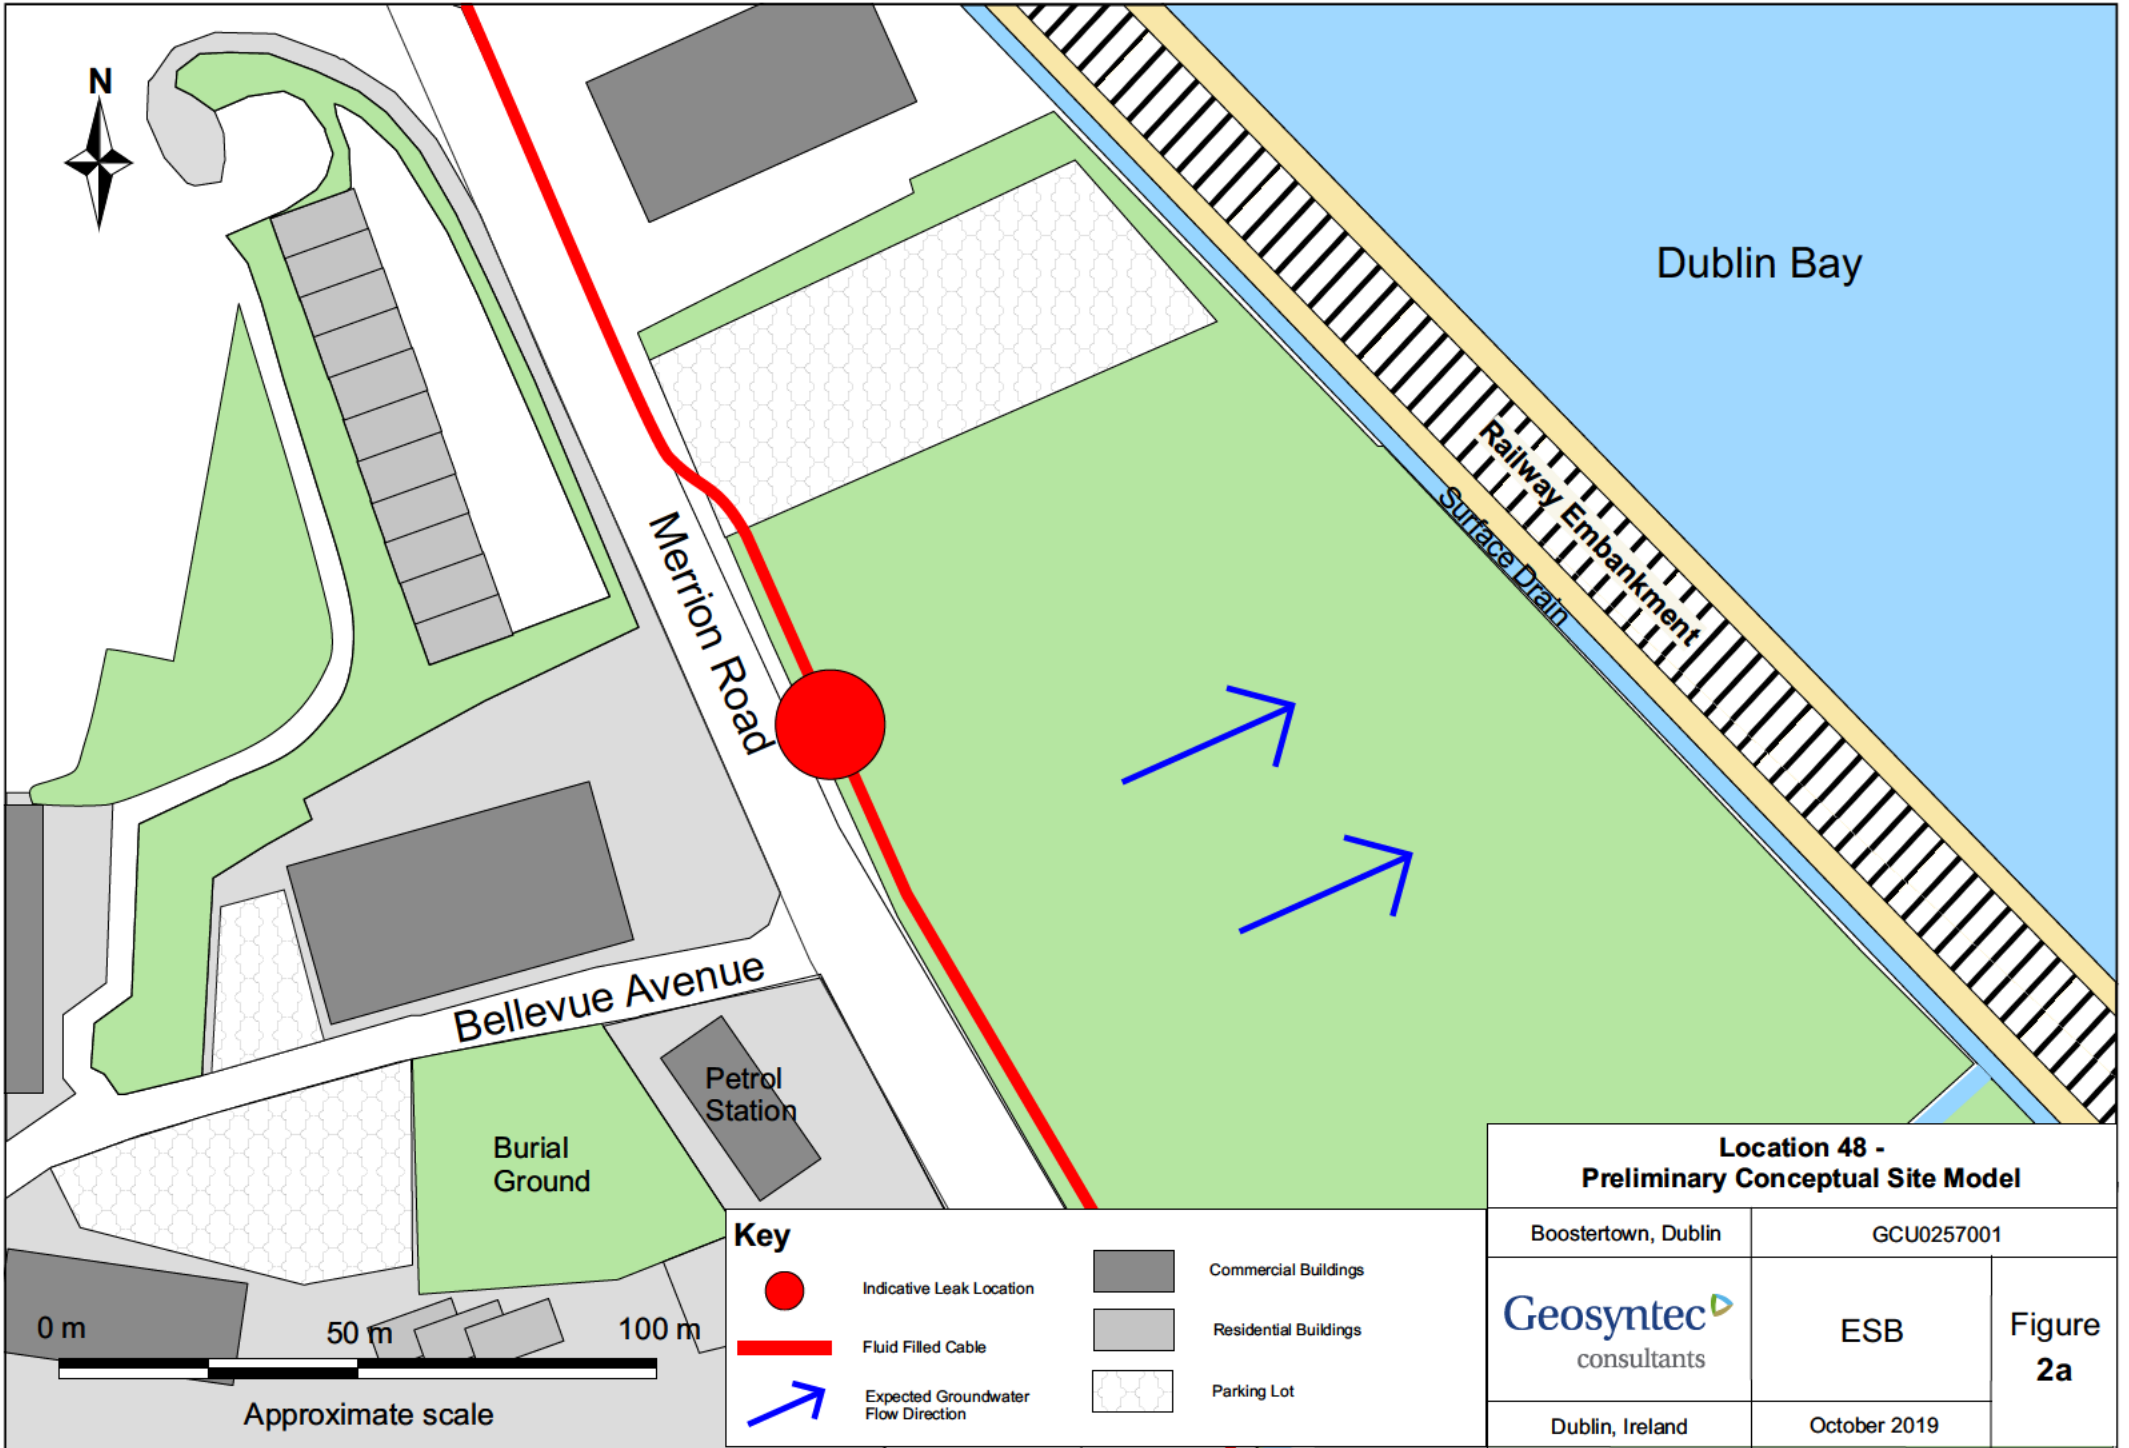 N
Dublin Bay
Railway Embankment
Surface Drain
Merrion Road
Bellevue Avenue
Petrol
Station
Burial
Ground
0 m
50 m
100 m
Approximate scale
Key
Indicative Leak Location
Fluid Filled Cable
Expected Groundwater
Flow Direction
Commercial Buildings
Residential Buildings
Parking Lot
Location 48 -
Preliminary Conceptual Site Model
Boostertown, Dublin
GCU0257001
Geosyntec
consultants
ESB
Figure
2a
Dublin, Ireland
October 2019